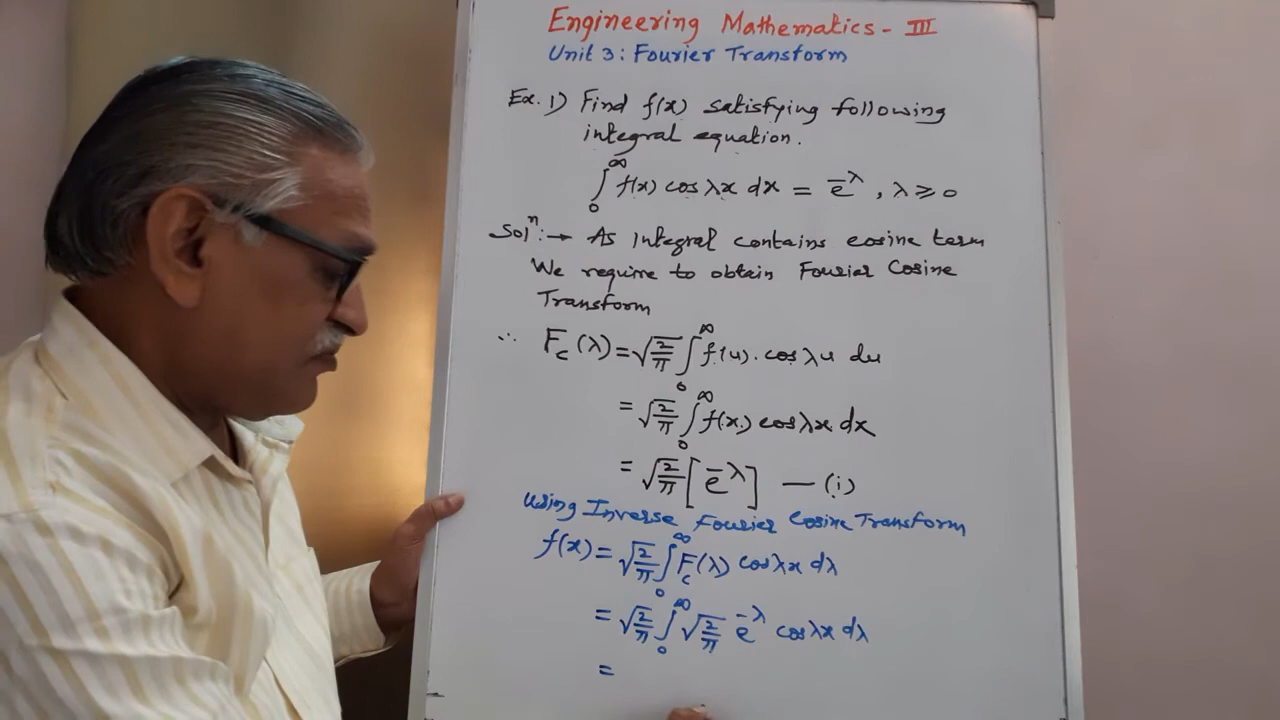 Engineering Mathematics - III
Unit 3: Fourier Transform
Ex. 1) Find f(x) satisfying following
integral equation.
∫₀^∞ f(x) cos λx dx = e^{-λ}, λ ≥ 0
Solⁿ:→ As integral contains cosine term
We require to obtain Fourier Cosine
Transform
∴ F_c(λ) = √(2/π) ∫₀^∞ f(u). cos λu du
= √(2/π) ∫₀^∞ f(x) cos λx dx
= √(2/π) [e^{-λ}] — (i)
Using Inverse Fourier Cosine Transform
f(x) = √(2/π) ∫₀^∞ F_c(λ) cos λx dλ
= √(2/π) ∫₀^∞ √(2/π) e^{-λ} cos λx dλ
=